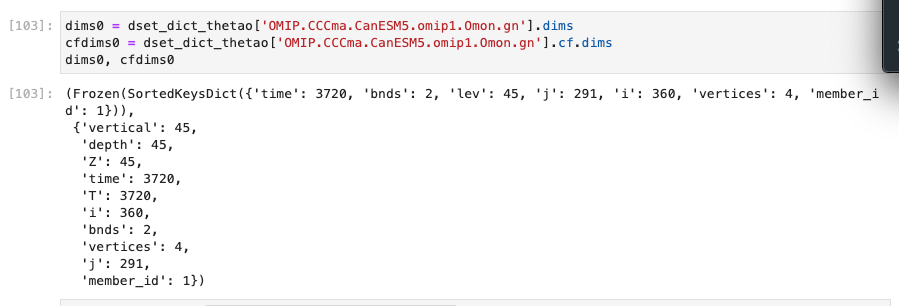 [103]: dims0 = dset_dict_thetao['OMIP.CCCma.CanESM5.omip1.Omon.gn'].dims
cfdims0 = dset_dict_thetao['OMIP.CCCma.CanESM5.omip1.Omon.gn'].cf.dims
dims0, cfdims0
[103]: (Frozen(SortedKeysDict({'time': 3720, 'bnds': 2, 'lev': 45, 'j': 291, 'i': 360, 'vertices': 4, 'member_i
d': 1})),
{'vertical': 45,
'depth': 45,
'Z': 45,
'time': 3720,
'T': 3720,
'i': 360,
'bnds': 2,
'vertices': 4,
'j': 291,
'member_id': 1})